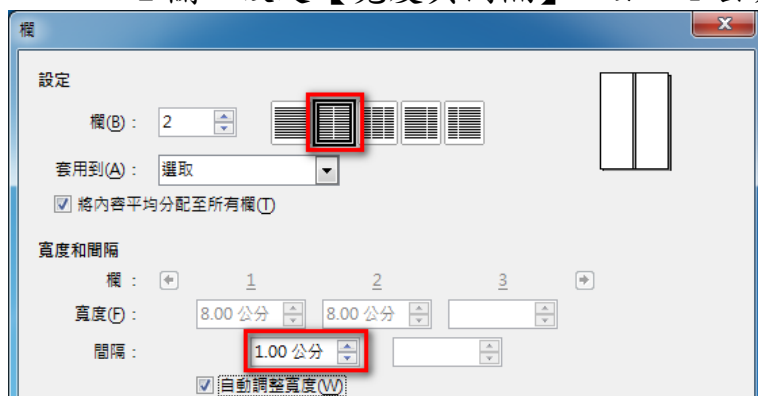 欄
設定
欄(B)： 2
套用到(A)： 選取
將內容平均分配至所有欄(T)
寬度和間隔
欄： 1 2 3
寬度(F)： 8.00 公分 8.00 公分
間隔： 1.00 公分
自動調整寬度(W)